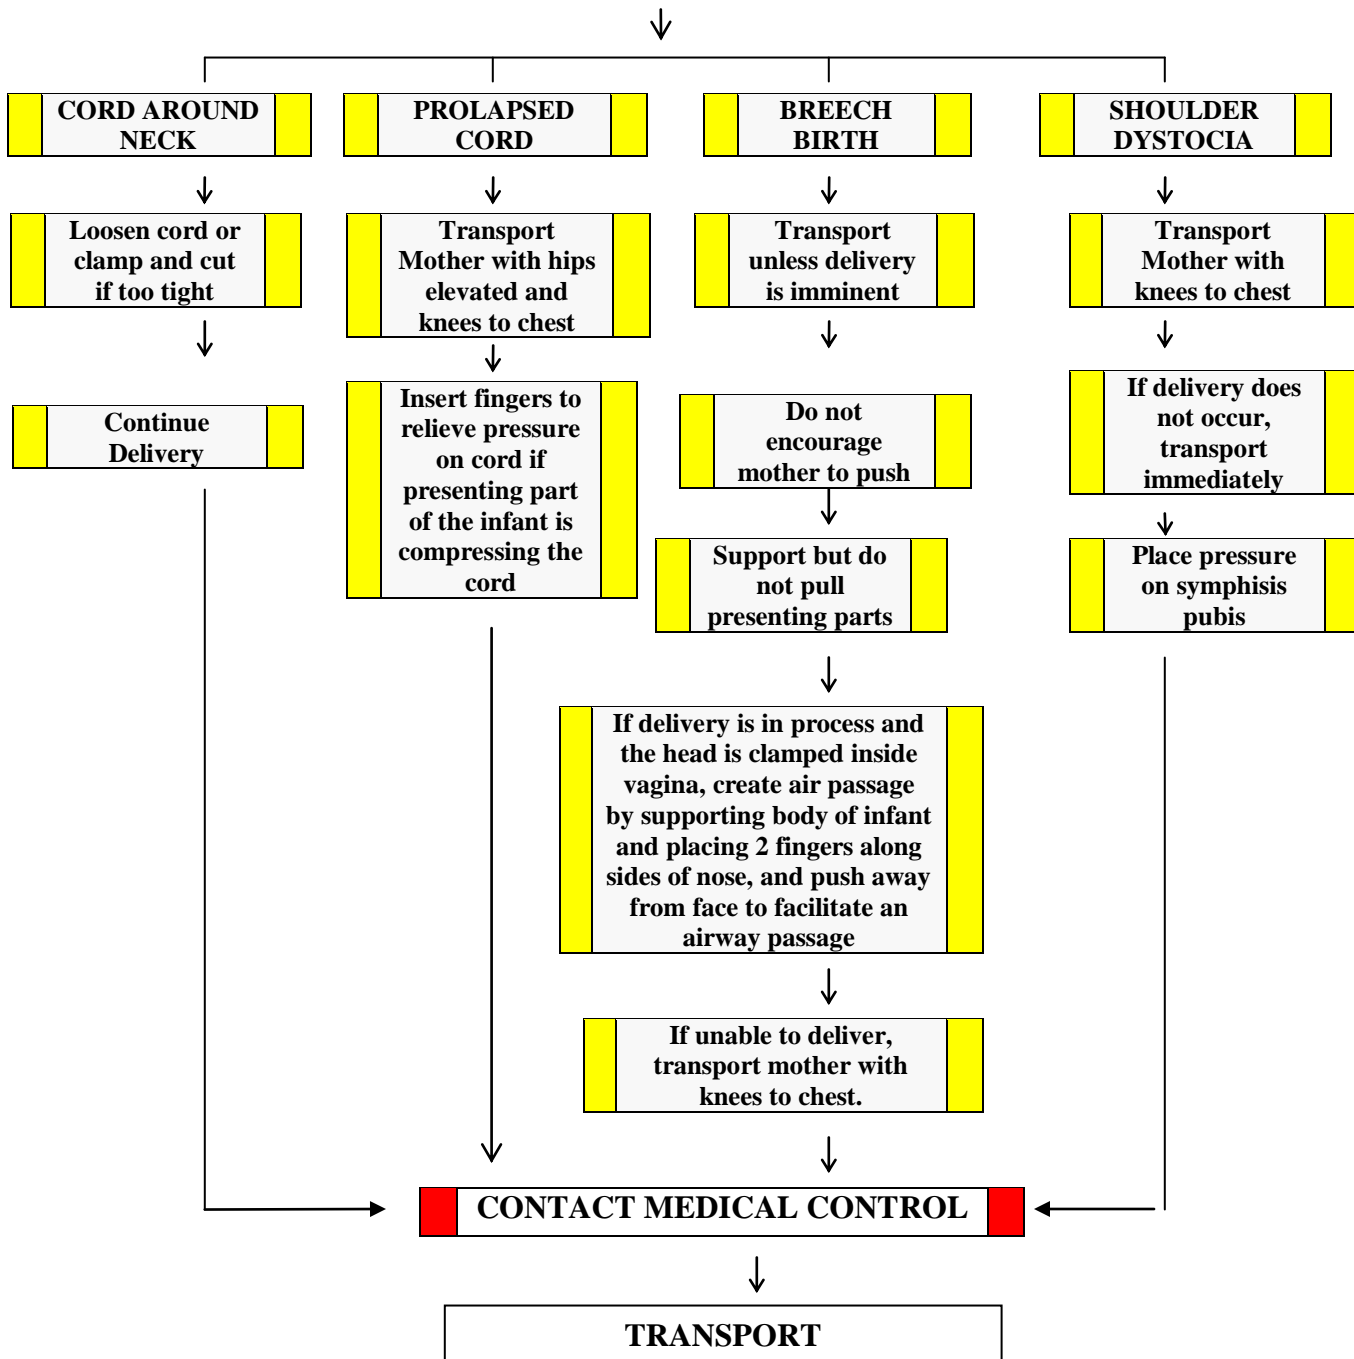 CORD AROUND
NECK
PROLAPSED
CORD
BREECH
BIRTH
SHOULDER
DYSTOCIA
Loosen cord or
clamp and cut
if too tight
Transport
Mother with hips
elevated and
knees to chest
Transport
unless delivery
is imminent
Transport
Mother with
knees to chest
Continue
Delivery
Insert fingers to
relieve pressure
on cord if
presenting part
of the infant is
compressing the
cord
Do not
encourage
mother to push
If delivery does
not occur,
transport
immediately
Support but do
not pull
presenting parts
Place pressure
on symphisis
pubis
If delivery is in process and
the head is clamped inside
vagina, create air passage
by supporting body of infant
and placing 2 fingers along
sides of nose, and push away
from face to facilitate an
airway passage
If unable to deliver,
transport mother with
knees to chest.
CONTACT MEDICAL CONTROL
TRANSPORT